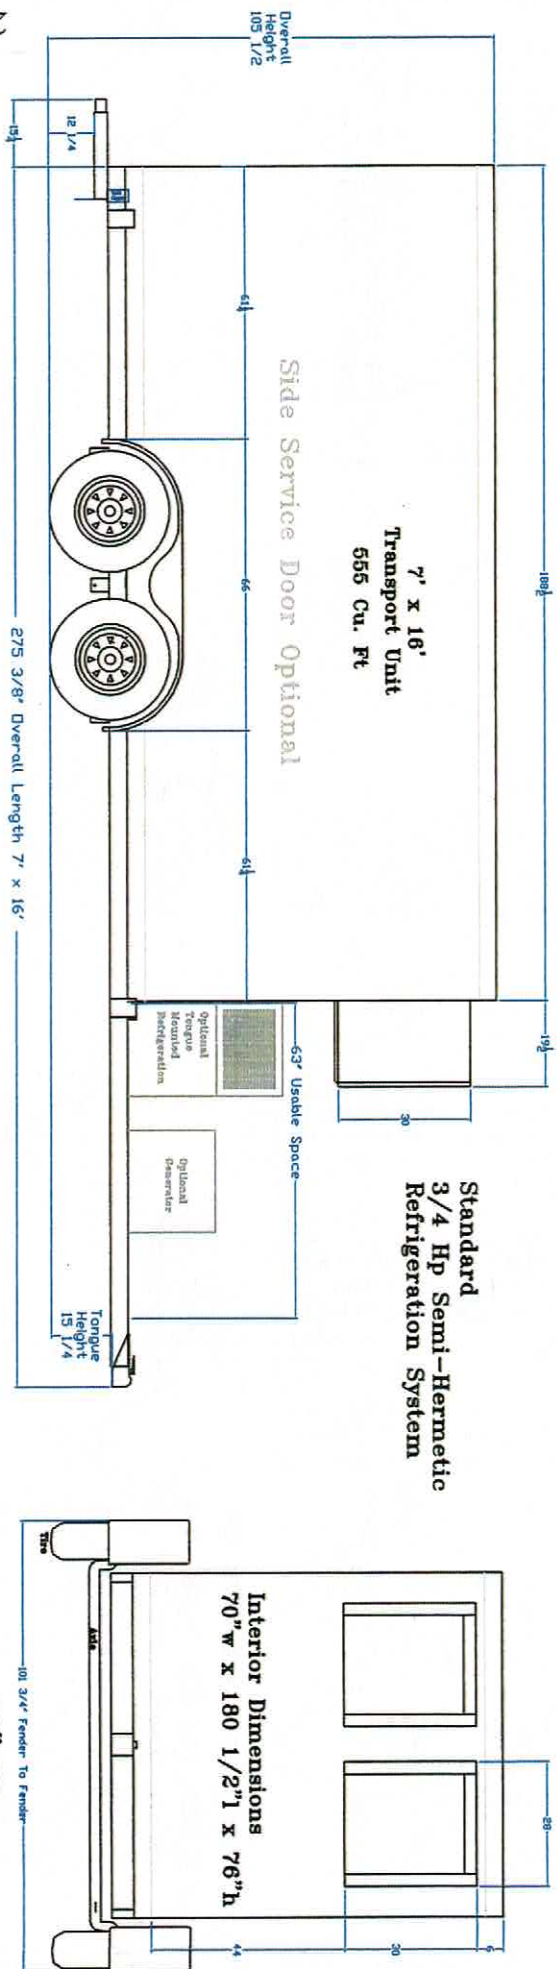 Overall
Height
105 1/2
188 1/2
19 1/2
7' x 16'
Transport Unit
555 Cu. Ft
Side Service Door Optional
61 1/4
66
61 1/4
12 1/4
15 1/4
30
63" Usable Space
Optional
Tongue
Mounted
Refrigeration
Optional
Generator
Tongue
Height
15 1/4
275 3/8" Overall Length 7' x 16'
Standard
3/4 Hp Semi-Hermetic
Refrigeration System
28
Interior Dimensions
70"w x 180 1/2"l x 76"h
6
30
44
Axle
Tire
101 3/4" Fender To Fender